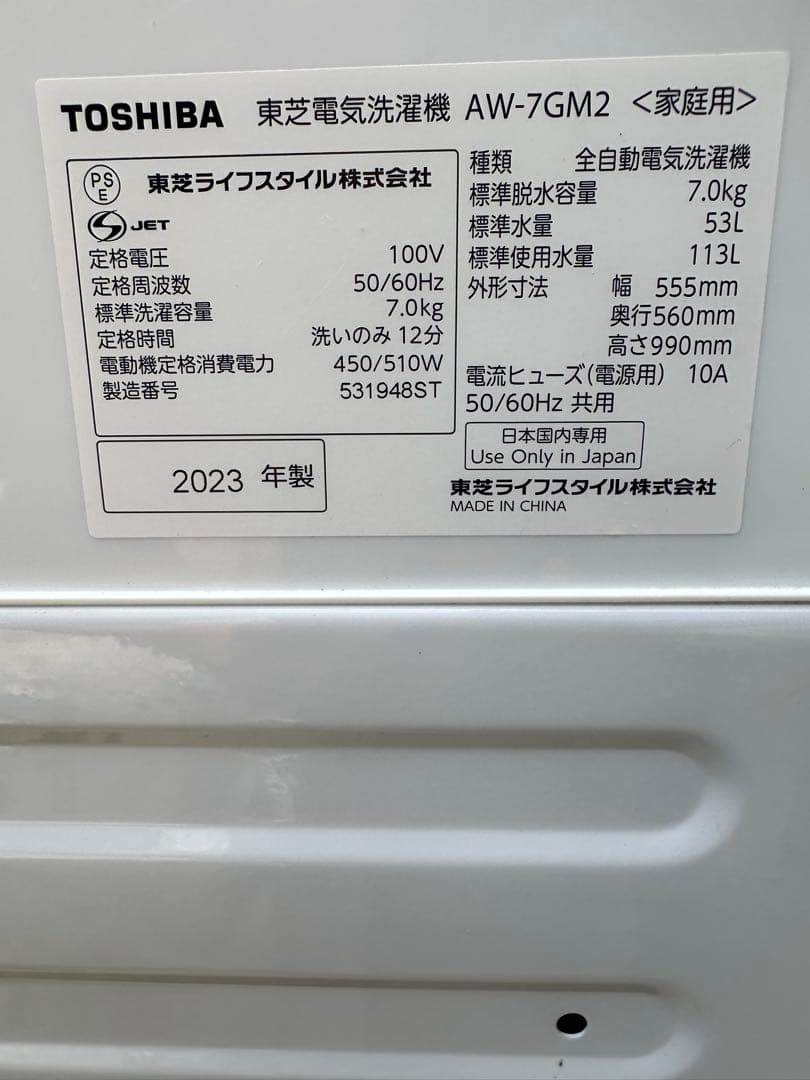 TOSHIBA 東芝電気洗濯機 AW-7GM2 <家庭用>
PS
E
東芝ライフスタイル株式会社
S JET
定格電圧 100V
定格周波数 50/60Hz
標準洗濯容量 7.0kg
定格時間 洗いのみ 12分
電動機定格消費電力 450/510W
製造番号 531948ST
2023 年製
種類 全自動電気洗濯機
標準脱水容量 7.0kg
標準水量 53L
標準使用水量 113L
外形寸法 幅 555mm
奥行560mm
高さ990mm
電流ヒューズ(電源用) 10A
50/60Hz 共用
日本国内専用
Use Only in Japan
東芝ライフスタイル株式会社
MADE IN CHINA